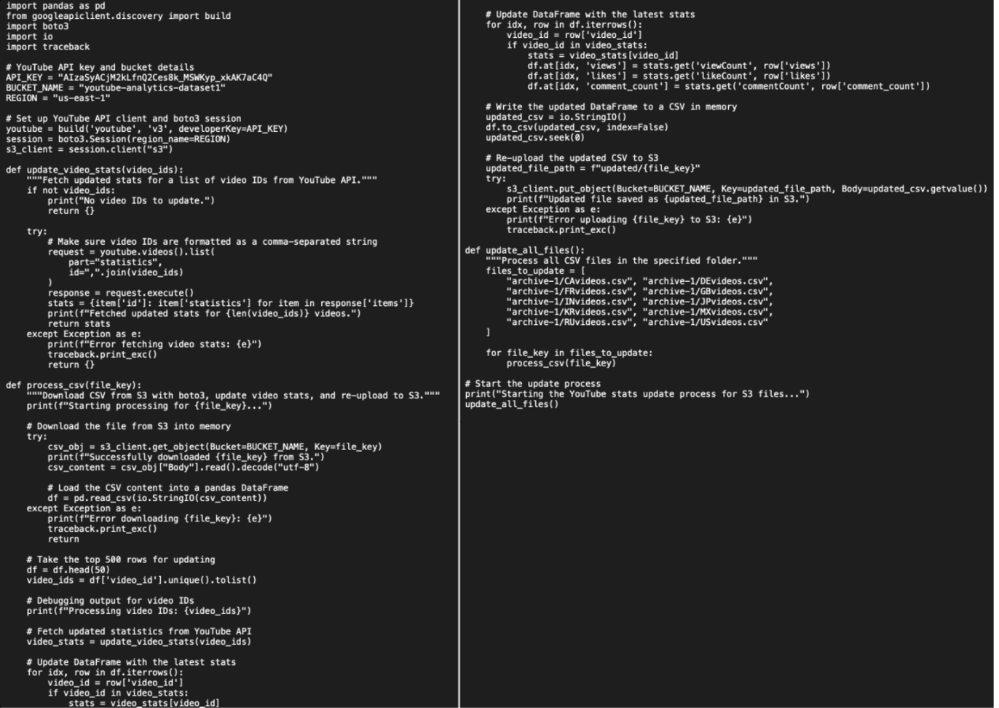 import pandas as pd
from googleapiclient.discovery import build
import boto3
import io
import traceback

# YouTube API key and bucket details
API_KEY = "AIzaSyACjM2kLfnQ2Ces8k_MSWKyp_xkAK7aC4Q"
BUCKET_NAME = "youtube-analytics-dataset1"
REGION = "us-east-1"

# Set up YouTube API client and boto3 session
youtube = build('youtube', 'v3', developerKey=API_KEY)
session = boto3.Session(region_name=REGION)
s3_client = session.client("s3")

def update_video_stats(video_ids):
    """Fetch updated stats for a list of video IDs from YouTube API."""
    if not video_ids:
        print("No video IDs to update.")
        return {}

    try:
        # Make sure video IDs are formatted as a comma-separated string
        request = youtube.videos().list(
            part="statistics",
            id=",".join(video_ids)
        )
        response = request.execute()
        stats = {item['id']: item['statistics'] for item in response['items']}
        print(f"Fetched updated stats for {len(video_ids)} videos.")
        return stats
    except Exception as e:
        print(f"Error fetching video stats: {e}")
        traceback.print_exc()
        return {}

def process_csv(file_key):
    """Download CSV from S3 with boto3, update video stats, and re-upload to S3."""
    print(f"Starting processing for {file_key}...")

    # Download the file from S3 into memory
    try:
        csv_obj = s3_client.get_object(Bucket=BUCKET_NAME, Key=file_key)
        print(f"Successfully downloaded {file_key} from S3.")
        csv_content = csv_obj["Body"].read().decode("utf-8")

        # Load the CSV content into a pandas DataFrame
        df = pd.read_csv(io.StringIO(csv_content))
    except Exception as e:
        print(f"Error downloading {file_key}: {e}")
        traceback.print_exc()
        return

    # Take the top 500 rows for updating
    df = df.head(50)
    video_ids = df['video_id'].unique().tolist()

    # Debugging output for video IDs
    print(f"Processing video IDs: {video_ids}")

    # Fetch updated statistics from YouTube API
    video_stats = update_video_stats(video_ids)

    # Update DataFrame with the latest stats
    for idx, row in df.iterrows():
        video_id = row['video_id']
        if video_id in video_stats:
            stats = video_stats[video_id]
    # Update DataFrame with the latest stats
    for idx, row in df.iterrows():
        video_id = row['video_id']
        if video_id in video_stats:
            stats = video_stats[video_id]
            df.at[idx, 'views'] = stats.get('viewCount', row['views'])
            df.at[idx, 'likes'] = stats.get('likeCount', row['likes'])
            df.at[idx, 'comment_count'] = stats.get('commentCount', row['comment_count'])

    # Write the updated DataFrame to a CSV in memory
    updated_csv = io.StringIO()
    df.to_csv(updated_csv, index=False)
    updated_csv.seek(0)

    # Re-upload the updated CSV to S3
    updated_file_path = f"updated/{file_key}"
    try:
        s3_client.put_object(Bucket=BUCKET_NAME, Key=updated_file_path, Body=updated_csv.getvalue())
        print(f"Updated file saved as {updated_file_path} in S3.")
    except Exception as e:
        print(f"Error uploading {file_key} to S3: {e}")
        traceback.print_exc()

def update_all_files():
    """Process all CSV files in the specified folder."""
    files_to_update = [
        "archive-1/CAvideos.csv", "archive-1/DEvideos.csv",
        "archive-1/FRvideos.csv", "archive-1/GBvideos.csv",
        "archive-1/INvideos.csv", "archive-1/JPvideos.csv",
        "archive-1/KRvideos.csv", "archive-1/MXvideos.csv",
        "archive-1/RUvideos.csv", "archive-1/USvideos.csv"
    ]

    for file_key in files_to_update:
        process_csv(file_key)

# Start the update process
print("Starting the YouTube stats update process for S3 files...")
update_all_files()